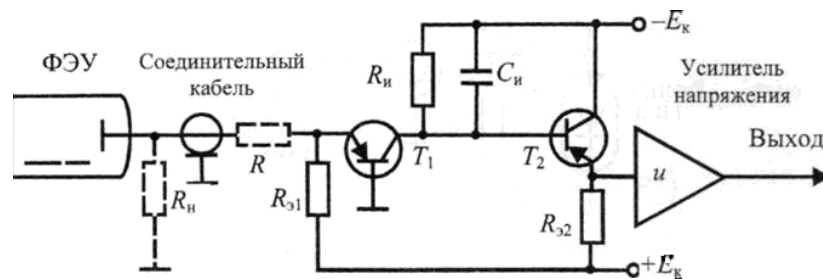 ФЭУ
Соединительный
кабель
Rн
R
Rэ1
Rи
Cи
T1
T2
Rэ2
−Eк
+Eк
Усилитель
напряжения
u
Выход